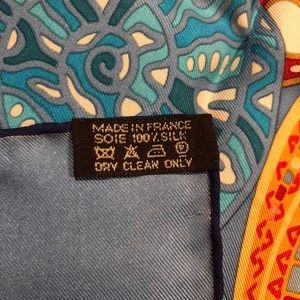 MADE IN FRANCE
SOIE 100% SILK
DRY CLEAN ONLY